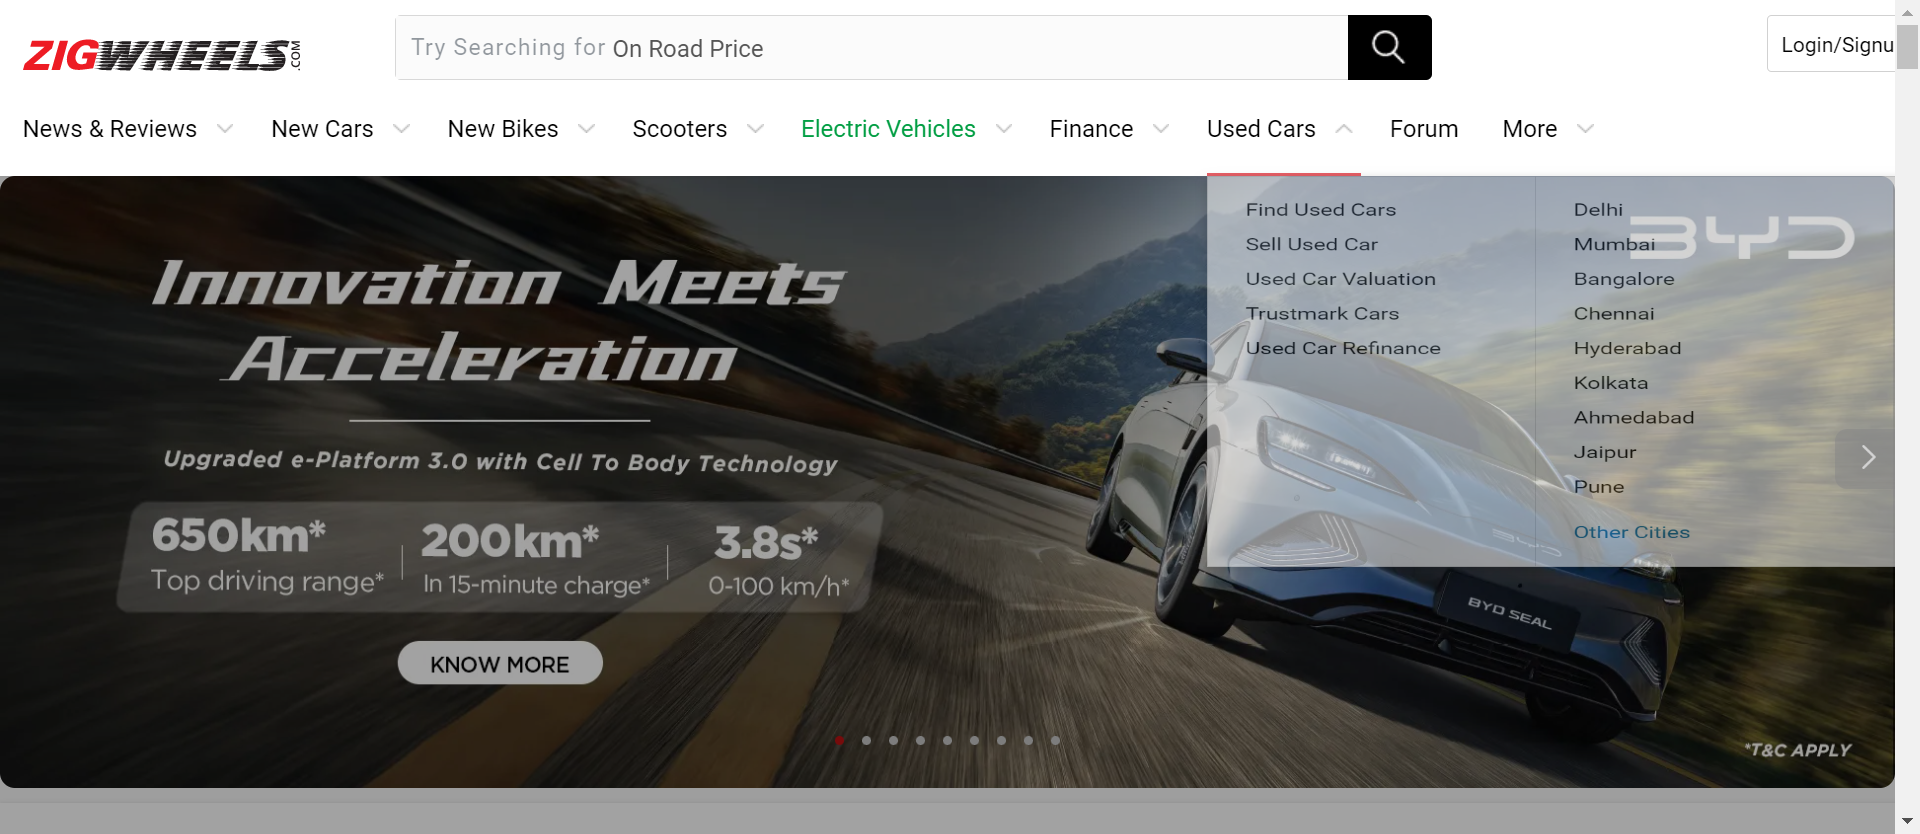 ZIGWHEELS.COM
Try Searching for On Road Price
Login/Signu
News & Reviews
New Cars
New Bikes
Scooters
Electric Vehicles
Finance
Used Cars
Forum
More
Find Used Cars
Sell Used Car
Used Car Valuation
Trustmark Cars
Used Car Refinance
Delhi
Mumbai
Bangalore
Chennai
Hyderabad
Kolkata
Ahmedabad
Jaipur
Pune
Other Cities
BYD
Innovation Meets
Acceleration
Upgraded e-Platform 3.0 with Cell To Body Technology
650km*
Top driving range*
200km*
In 15-minute charge*
3.8s*
0-100 km/h*
KNOW MORE
BYD
BYD SEAL
*T&C APPLY